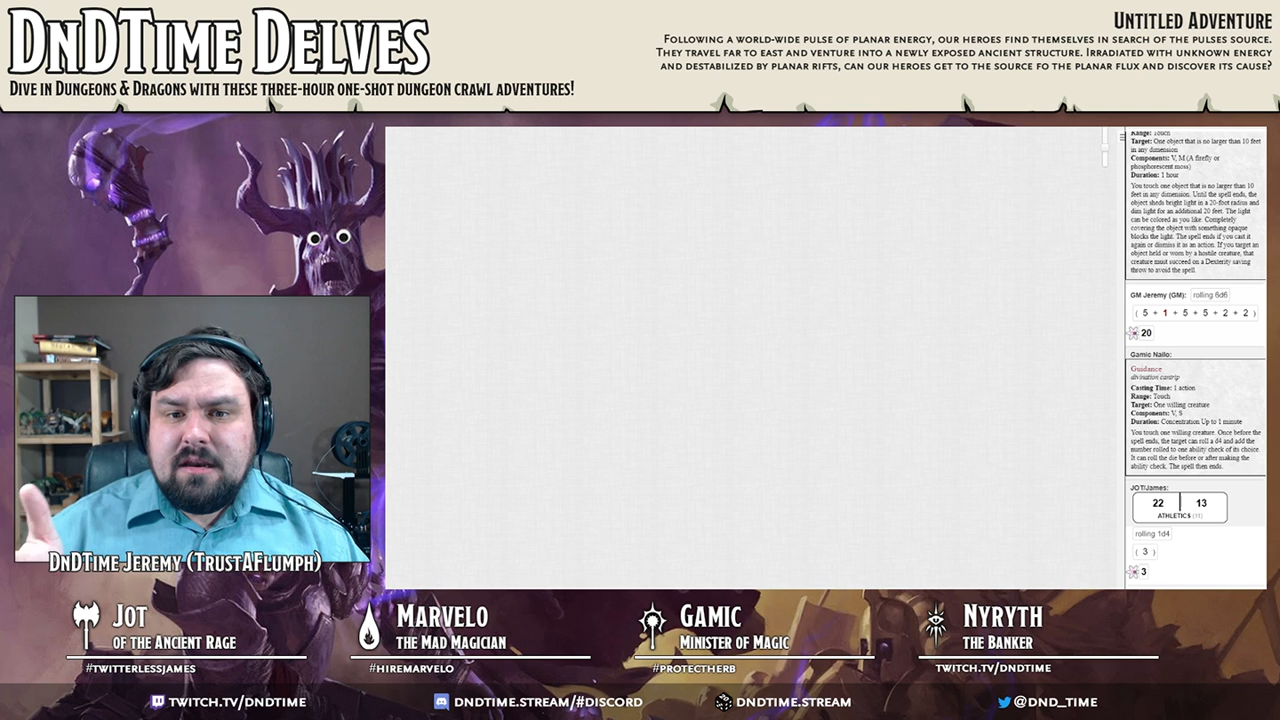 DnDTime Delves
Dive in Dungeons & Dragons with these three-hour one-shot dungeon crawl adventures!
Untitled Adventure
Following a world-wide pulse of planar energy, our heroes find themselves in search of the pulses source.
They travel far to east and venture into a newly exposed ancient structure. Irradiated with unknown energy
and destabilized by planar rifts, can our heroes get to the source fo the planar flux and discover its cause?
Range: Touch
Target: One object that is no larger than 10 feet
in any dimension
Components: V, M (A firefly or
phosphorescent moss)
Duration: 1 hour
You touch one object that is no larger than 10
feet in any dimension. Until the spell ends, the
object sheds bright light in a 20-foot radius and
dim light for an additional 20 feet. The light
can be colored as you like. Completely
covering the object with something opaque
blocks the light. The spell ends if you cast it
again or dismiss it as an action. If you target an
object held or worn by a hostile creature, that
creature must succeed on a Dexterity saving
throw to avoid the spell.
GM Jeremy (GM): rolling 6d6
( 5 + 1 + 5 + 5 + 2 + 2 )
20
Gamic Nailo:
Guidance
divination cantrip
Casting Time: 1 action
Range: Touch
Target: One willing creature
Components: V, S
Duration: Concentration Up to 1 minute
You touch one willing creature. Once before the
spell ends, the target can roll a d4 and add the
number rolled to one ability check of its choice.
It can roll the die before or after making the
ability check. The spell then ends.
JOT/James:
22 13
ATHLETICS (11)
rolling 1d4
( 3 )
3
DnDTime Jeremy (TrustAFlumph)
Jot
of the Ancient Rage
#TwitterlessJames
Marvelo
the Mad Magician
#HireMarvelo
Gamic
Minister of Magic
#ProtectHerb
Nyryth
the Banker
twitch.tv/dndtime
twitch.tv/dndtime
dndtime.stream/#discord
dndtime.stream
@dnd_time